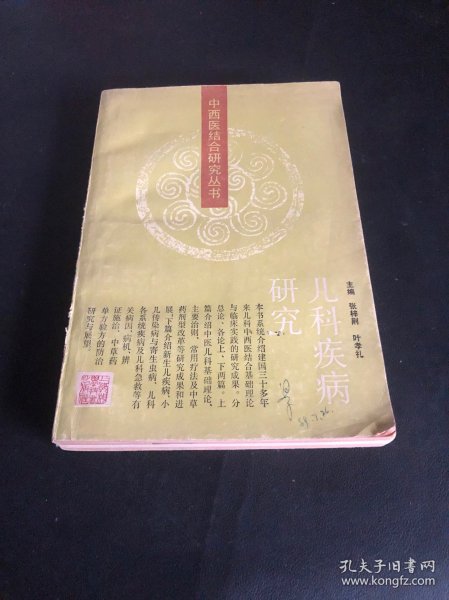 中西医结合研究丛书
儿科疾病
研究
主编 张梓荆 叶孝礼
本书系统介绍建国三十多年
来儿科中西医结合基础理论
与临床实践的研究成果。分
总论、各论上、下两篇。上
篇介绍中医儿科基础理论、
主要治则、常用疗法及中草
药剂型改革等研究成果和进
展。下篇介绍新生儿疾病、小
儿传染病与寄生虫病、儿科
各系统疾病及儿科急救等有
关病因、病机、辨
证施治、中草药
单方验方的防治
研究与展望。
孔夫子旧书网
www.kongfz.com